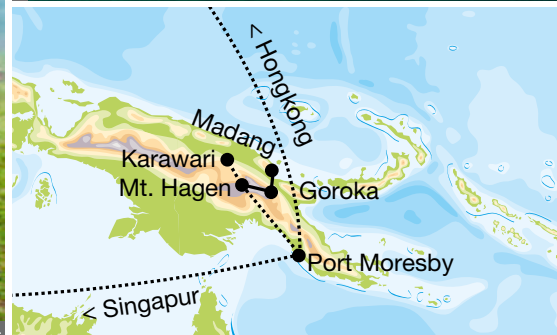 < Hongkong
Madang
Karawari
Mt. Hagen
Goroka
Port Moresby
< Singapur